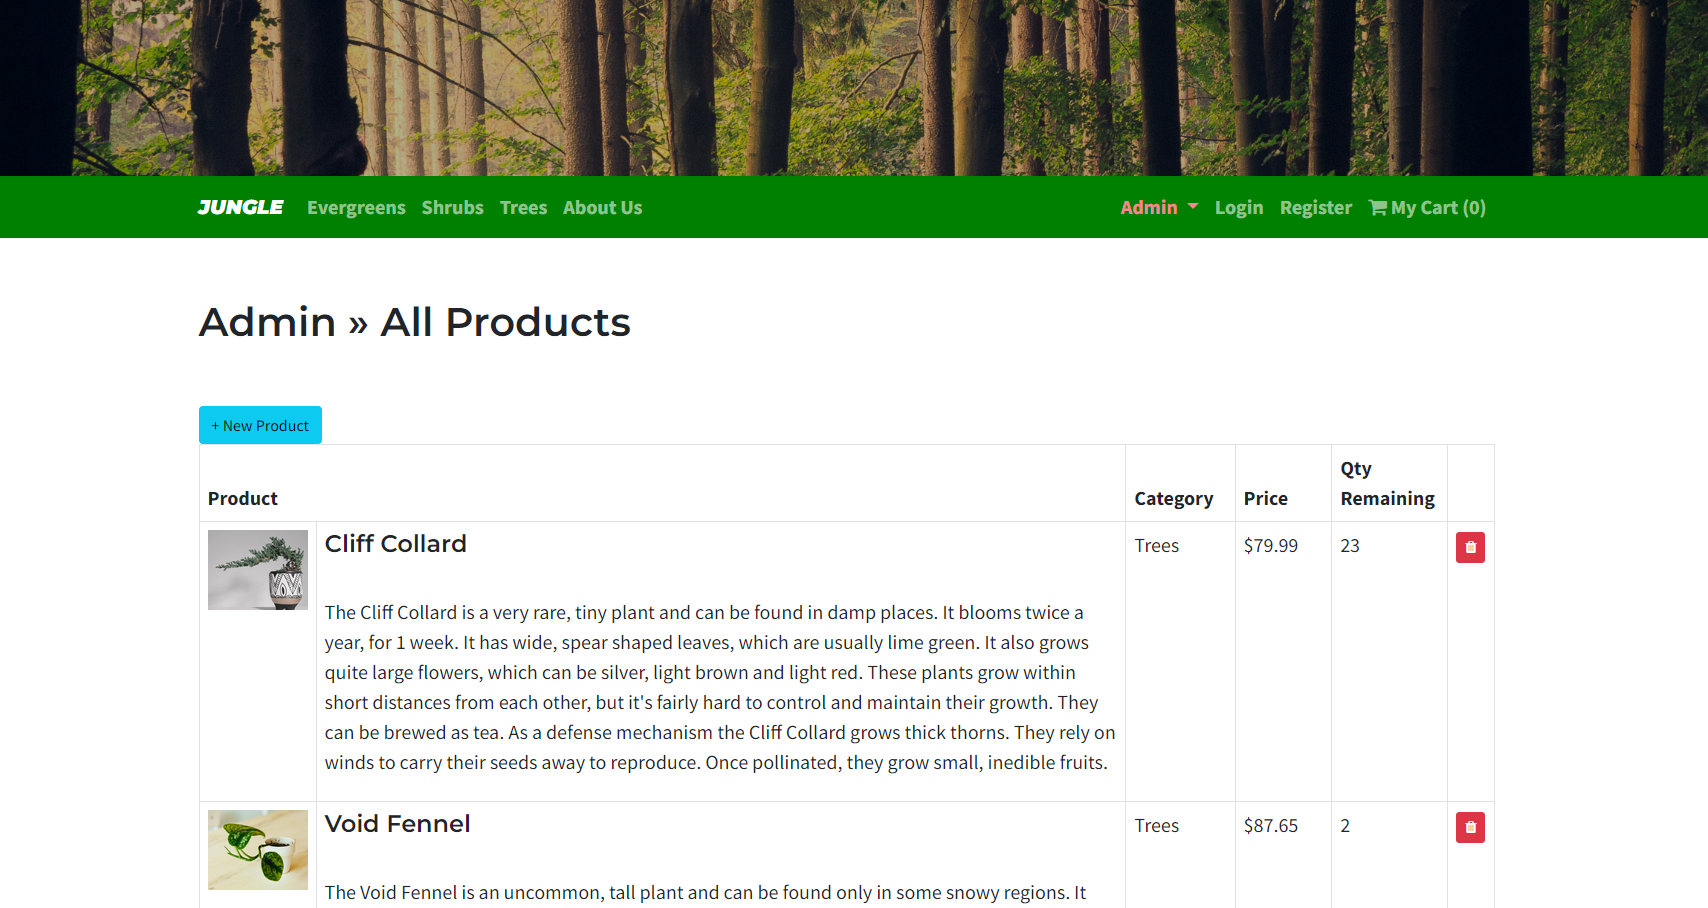 JUNGLE Evergreens Shrubs Trees About Us Admin Login Register My Cart (0)
Admin » All Products
+ New Product
Product Category Price Qty Remaining
Cliff Collard Trees $79.99 23
The Cliff Collard is a very rare, tiny plant and can be found in damp places. It blooms twice a
year, for 1 week. It has wide, spear shaped leaves, which are usually lime green. It also grows
quite large flowers, which can be silver, light brown and light red. These plants grow within
short distances from each other, but it's fairly hard to control and maintain their growth. They
can be brewed as tea. As a defense mechanism the Cliff Collard grows thick thorns. They rely on
winds to carry their seeds away to reproduce. Once pollinated, they grow small, inedible fruits.
Void Fennel Trees $87.65 2
The Void Fennel is an uncommon, tall plant and can be found only in some snowy regions. It